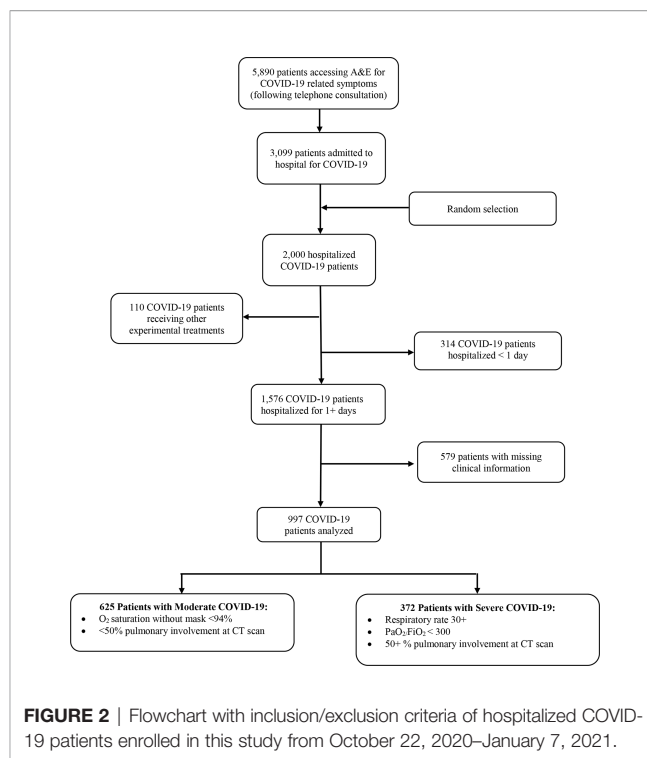 5,890 patients accessing A&E for
COVID-19 related symptoms
(following telephone consultation)
3,099 patients admitted to
hospital for COVID-19
Random selection
2,000 hospitalized
COVID-19 patients
110 COVID-19 patients
receiving other
experimental treatments
314 COVID-19 patients
hospitalized < 1 day
1,576 COVID-19 patients
hospitalized for 1+ days
579 patients with missing
clinical information
997 COVID-19
patients analyzed
625 Patients with Moderate COVID-19:
• O₂ saturation without mask <94%
• <50% pulmonary involvement at CT scan
372 Patients with Severe COVID-19:
• Respiratory rate 30+
• PaO₂/FiO₂ < 300
• 50+ % pulmonary involvement at CT scan
FIGURE 2 | Flowchart with inclusion/exclusion criteria of hospitalized COVID-
19 patients enrolled in this study from October 22, 2020–January 7, 2021.